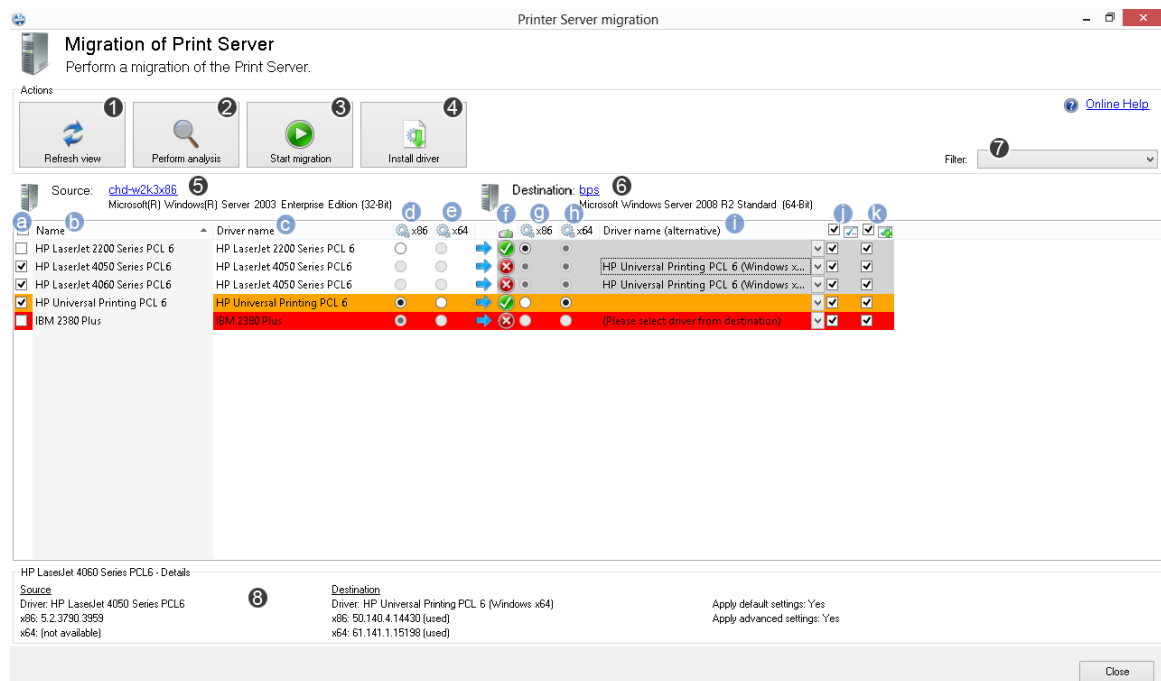 Printer Server migration
Migration of Print Server
Perform a migration of the Print Server.
Actions
1 2 3 4
Refresh view Perform analysis Start migration Install driver
Online Help
Filter: 7
Source: chd-w2k3x86 5 Destination: bps 6
Microsoft(R) Windows(R) Server 2003 Enterprise Edition (32-Bit) Microsoft Windows Server 2008 R2 Standard (64-Bit)
a b c d e f g h i j k
Name Driver name x86 x64 x86 x64 Driver name (alternative)
HP LaserJet 2200 Series PCL 6 HP LaserJet 2200 Series PCL 6
HP LaserJet 4050 Series PCL6 HP LaserJet 4050 Series PCL6 HP Universal Printing PCL 6 (Windows x...
HP LaserJet 4060 Series PCL6 HP LaserJet 4050 Series PCL6 HP Universal Printing PCL 6 (Windows x...
HP Universal Printing PCL 6 HP Universal Printing PCL 6
IBM 2380 Plus IBM 2380 Plus (Please select driver from destination)
HP LaserJet 4060 Series PCL6 - Details
Source 8 Destination
Driver: HP LaserJet 4050 Series PCL6 Driver: HP Universal Printing PCL 6 (Windows x64) Apply default settings: Yes
x86: 5.2.3790.3959 x86: 50.140.4.14430 (used) Apply advanced settings: Yes
x64: (not available) x64: 61.141.1.15198 (used)
Close